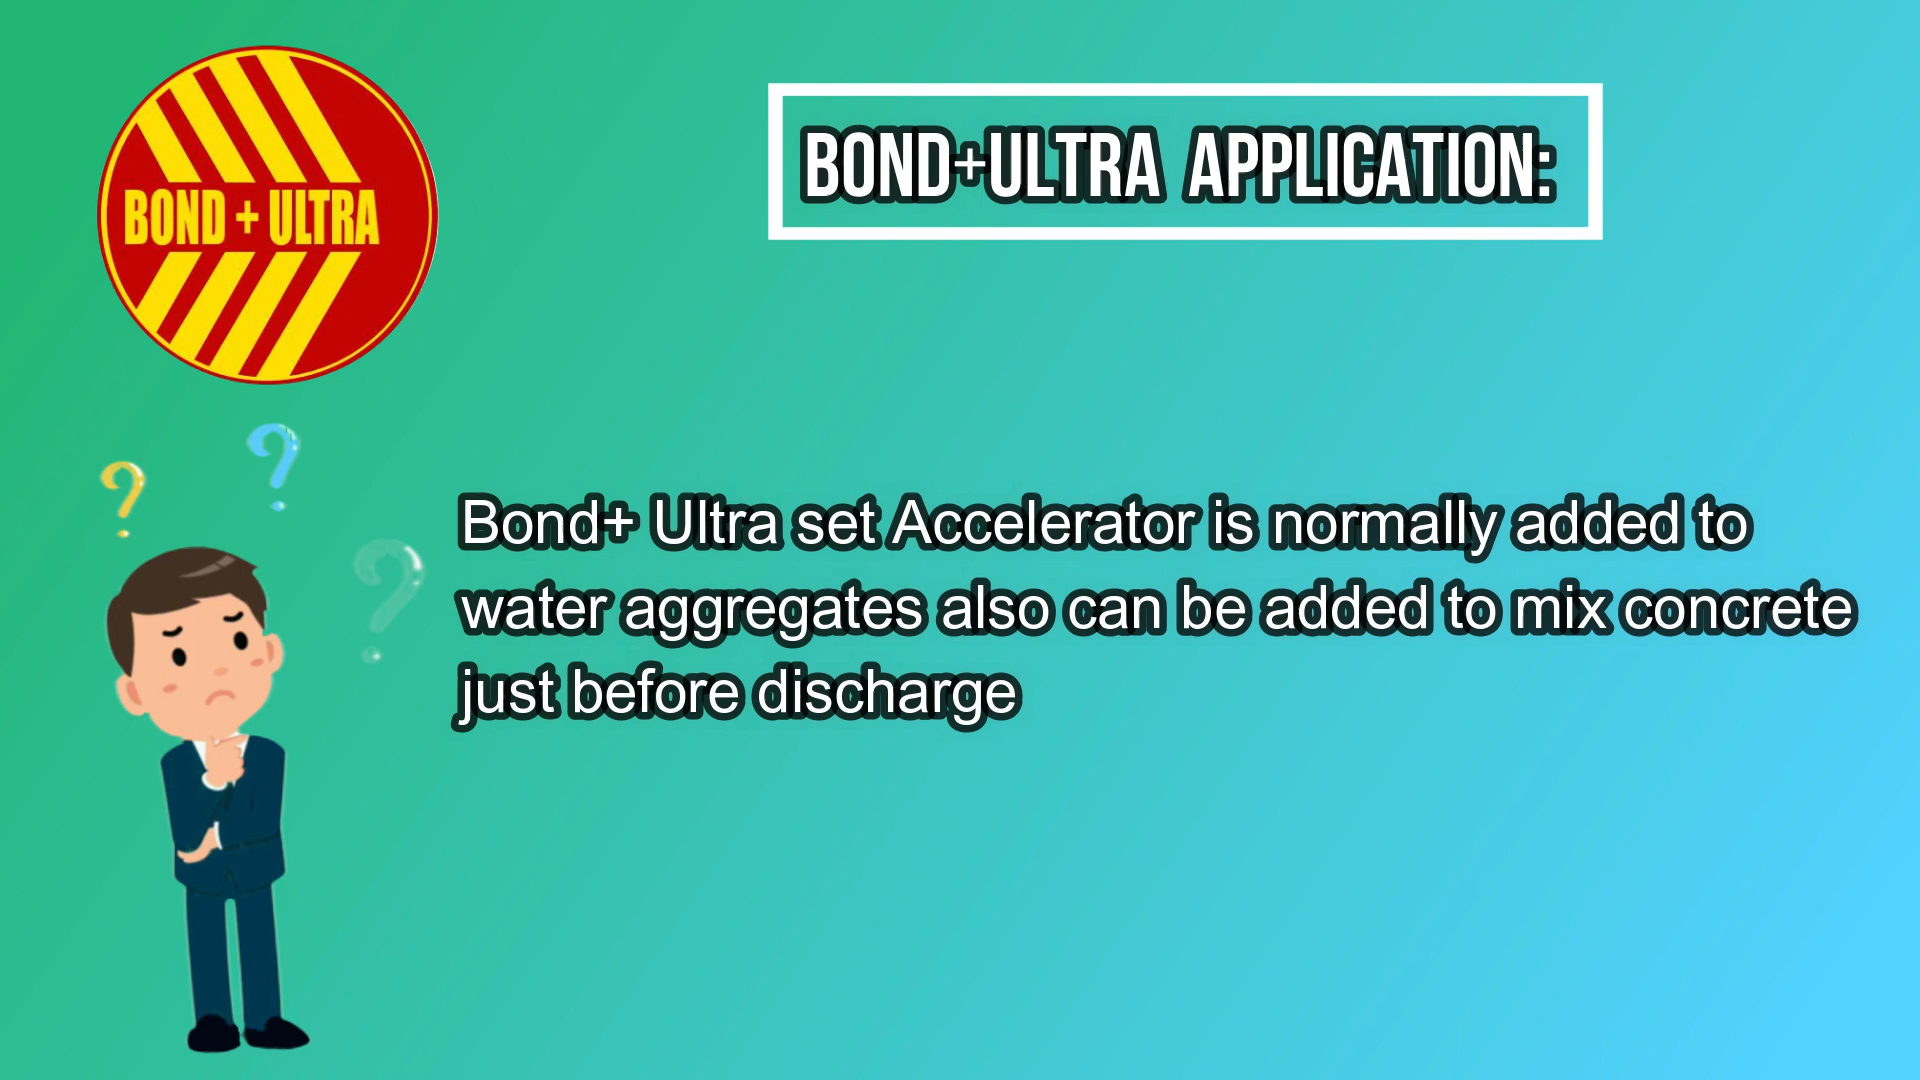 BOND + ULTRA
BOND+ULTRA APPLICATION:
Bond+ Ultra set Accelerator is normally added to
water aggregates also can be added to mix concrete
just before discharge